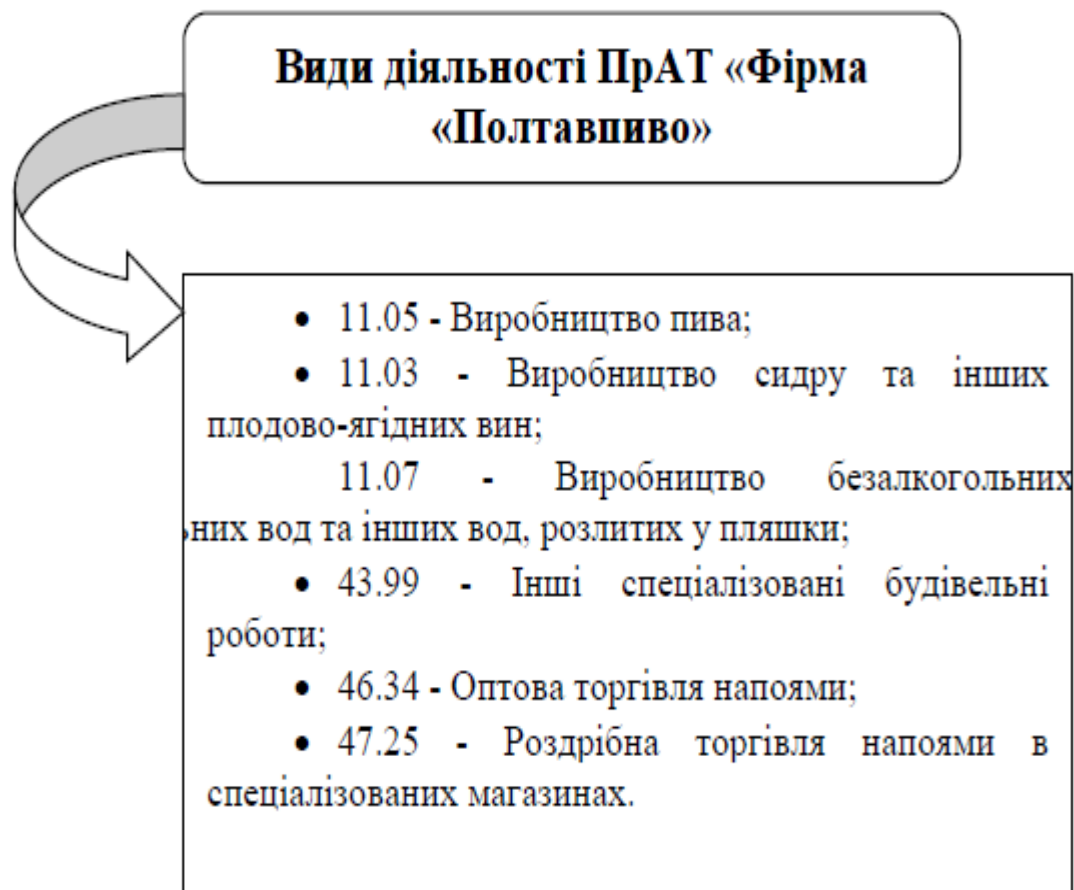 Види діяльності ПрАТ «Фірма
«Полтавпиво»
• 11.05 - Виробництво пива;
• 11.03 - Виробництво сидру та інших
плодово-ягідних вин;
11.07 - Виробництво безалкогольних
них вод та інших вод, розлитих у пляшки;
• 43.99 - Інші спеціалізовані будівельні
роботи;
• 46.34 - Оптова торгівля напоями;
• 47.25 - Роздрібна торгівля напоями в
спеціалізованих магазинах.